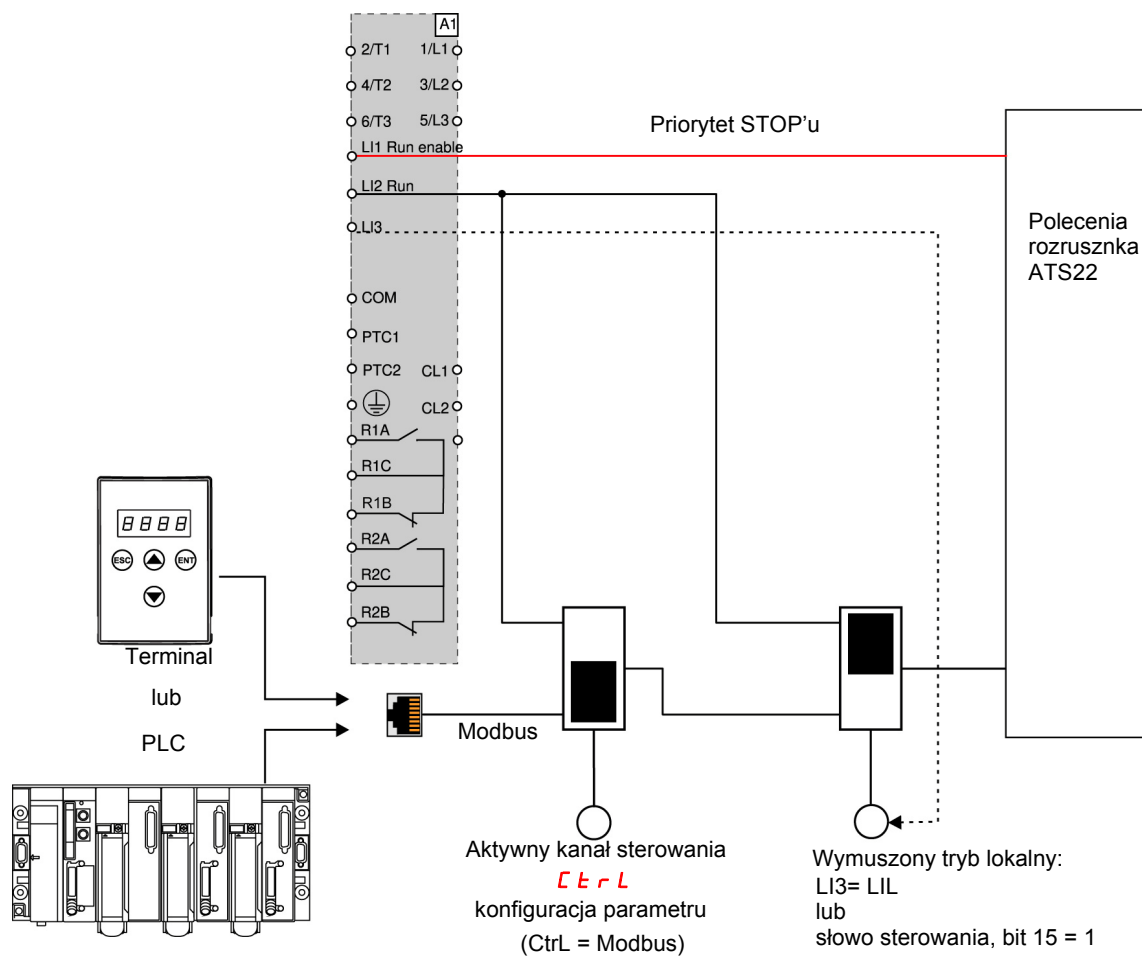 A1
2/T1 1/L1
4/T2 3/L2
6/T3 5/L3
LI1 Run enable
LI2 Run
LI3
COM
PTC1
PTC2 CL1
CL2
R1A
R1C
R1B
R2A
R2C
R2B
Priorytet STOP'u
Polecenia
rozrusznka
ATS22
8888
ESC
ENT
Terminal
lub
PLC
Modbus
Aktywny kanał sterowania
CtrL
konfiguracja parametru
(CtrL = Modbus)
Wymuszony tryb lokalny:
LI3= LIL
lub
słowo sterowania, bit 15 = 1